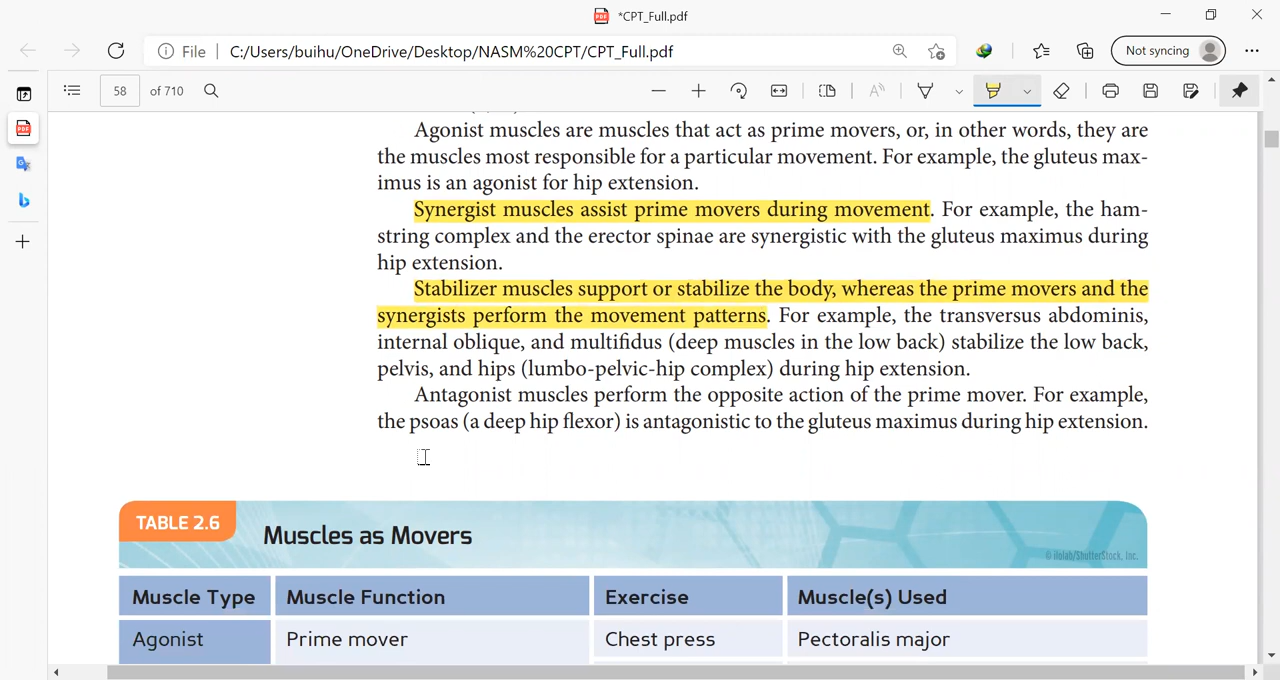 *CPT_Full.pdf
File C:/Users/buihu/OneDrive/Desktop/NASM%20CPT/CPT_Full.pdf Not syncing
58 of 710
Agonist muscles are muscles that act as prime movers, or, in other words, they are
the muscles most responsible for a particular movement. For example, the gluteus max-
imus is an agonist for hip extension.
Synergist muscles assist prime movers during movement. For example, the ham-
string complex and the erector spinae are synergistic with the gluteus maximus during
hip extension.
Stabilizer muscles support or stabilize the body, whereas the prime movers and the
synergists perform the movement patterns. For example, the transversus abdominis,
internal oblique, and multifidus (deep muscles in the low back) stabilize the low back,
pelvis, and hips (lumbo-pelvic-hip complex) during hip extension.
Antagonist muscles perform the opposite action of the prime mover. For example,
the psoas (a deep hip flexor) is antagonistic to the gluteus maximus during hip extension.
TABLE 2.6 Muscles as Movers
Muscle Type Muscle Function Exercise Muscle(s) Used
Agonist Prime mover Chest press Pectoralis major